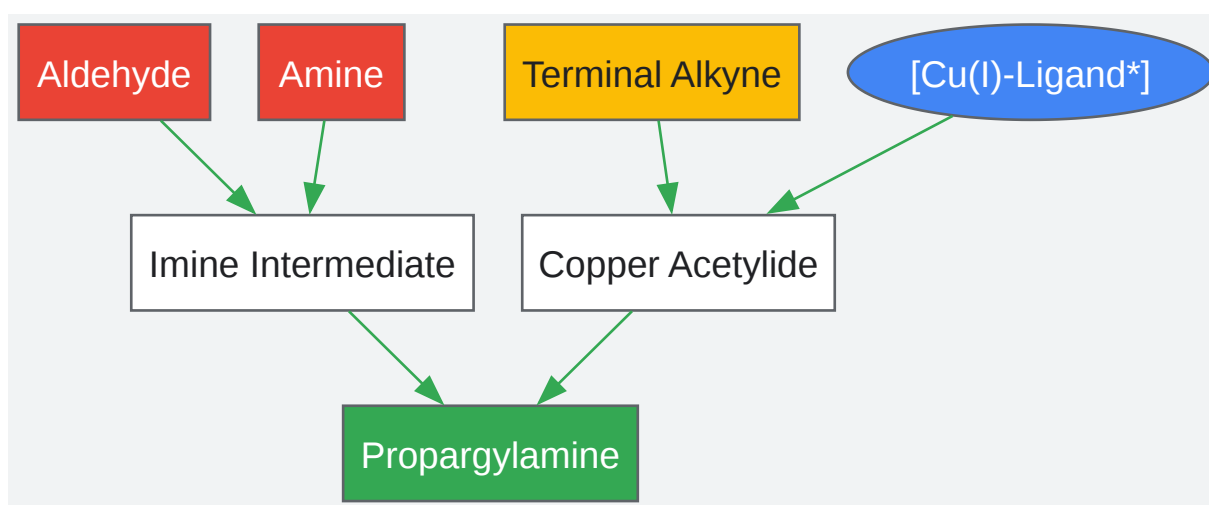 Aldehyde
Amine
Terminal Alkyne
[Cu(I)-Ligand*]
Imine Intermediate
Copper Acetylide
Propargylamine